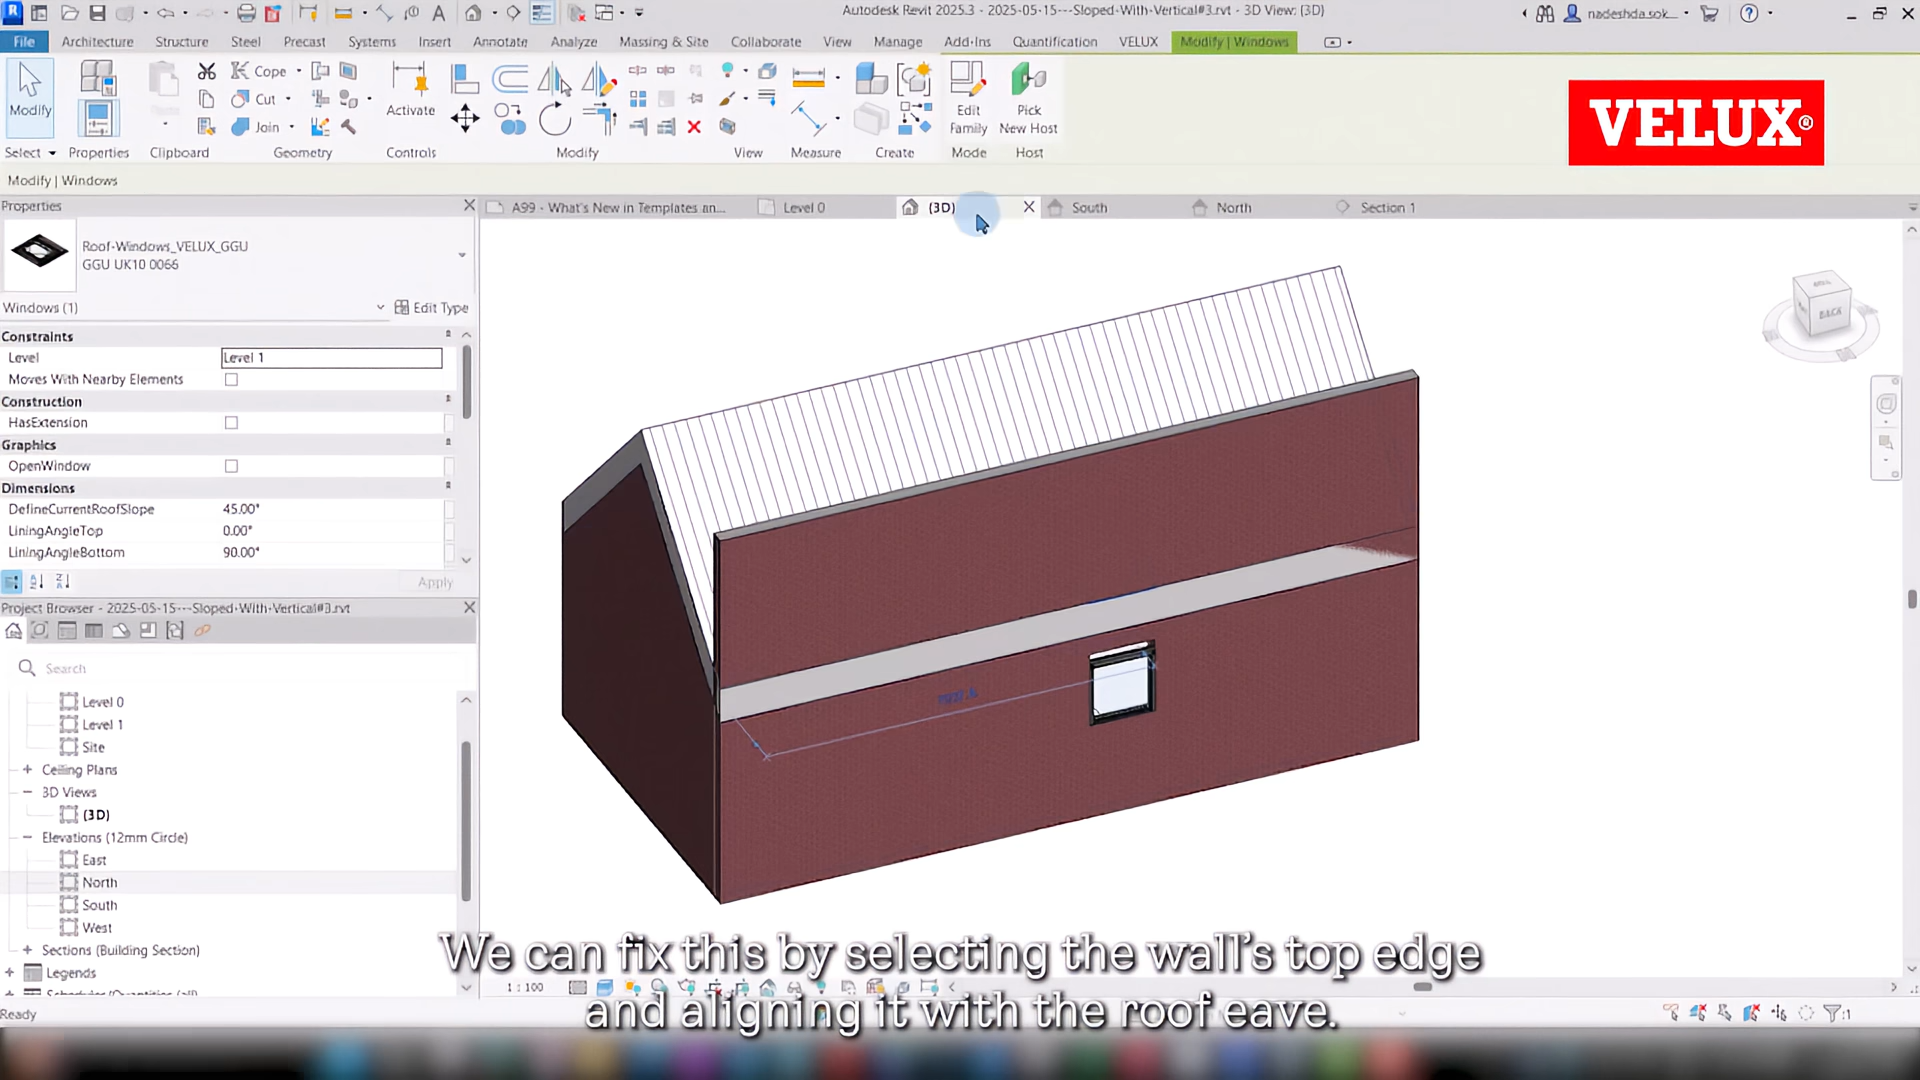 Autodesk Revit 2025.3 - 2025-05-15---Sloped-With-Vertical#3.rvt - 3D View: {3D}
nadeshda.sok...
File Architecture Structure Steel Precast Systems Insert Annotate Analyze Massing & Site Collaborate View Manage Add-Ins Quantification VELUX Modify | Windows
Modify
Cope
Cut
Join
Activate
Edit Family
Pick New Host
VELUX®
Select Properties Clipboard Geometry Controls Modify View Measure Create Mode Host
Modify | Windows
Properties
A99 - What's New in Templates an...
Level 0
{3D}
South
North
Section 1
Roof-Windows_VELUX_GGU
GGU UK10 0066
Windows (1)
Edit Type
Constraints
Level Level 1
Moves With Nearby Elements
Construction
HasExtension
Graphics
OpenWindow
Dimensions
DefineCurrentRoofSlope 45.00°
LiningAngleTop 0.00°
LiningAngleBottom 90.00°
Apply
BACK
Project Browser - 2025-05-15---Sloped-With-Vertical#3.rvt
Search
Level 0
Level 1
Site
Ceiling Plans
3D Views
{3D}
Elevations (12mm Circle)
East
North
South
West
Sections (Building Section)
Legends
Schedules/Quantities (all)
We can fix this by selecting the wall's top edge
and aligning it with the roof eave.
1 : 100
Ready
:1